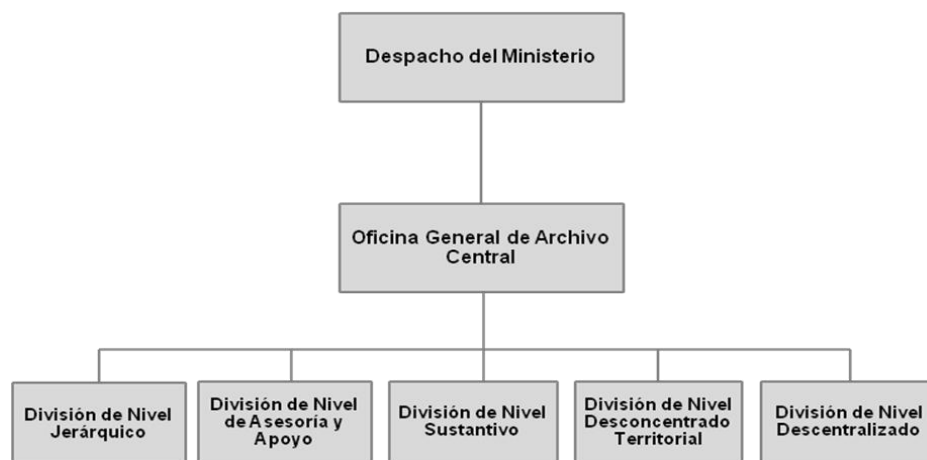 Despacho del Ministerio
Oficina General de Archivo
Central
División de Nivel
Jerárquico
División de Nivel
de Asesoría y
Apoyo
División de Nivel
Sustantivo
División de Nivel
Desconcentrado
Territorial
División de Nivel
Descentralizado